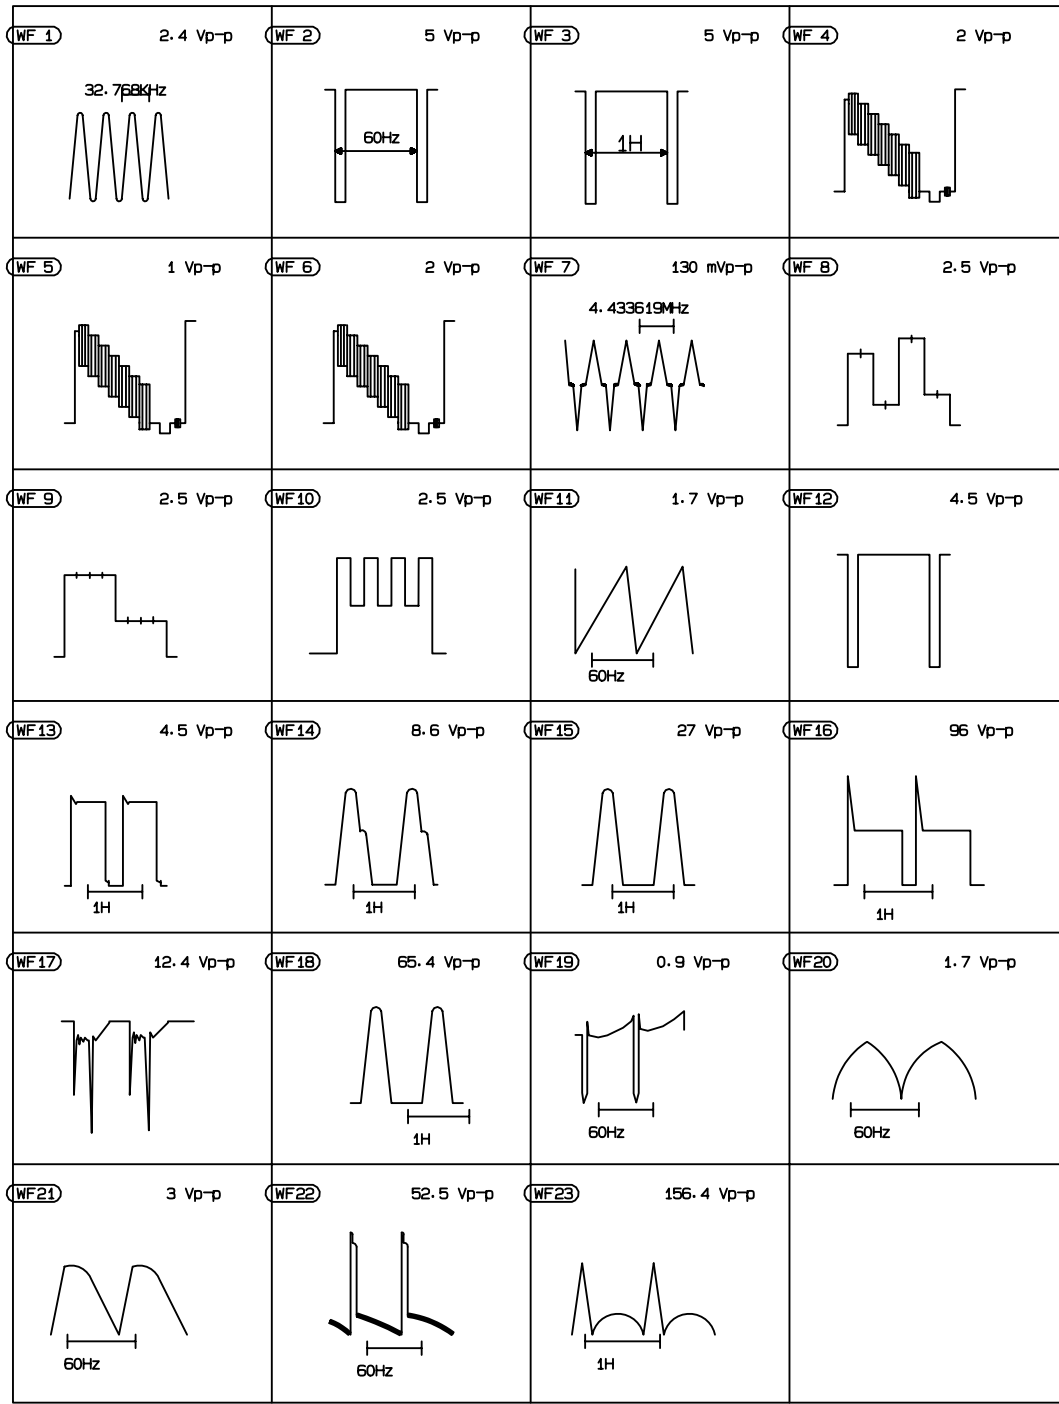 WF 1 2.4 Vp-p WF 2 5 Vp-p WF 3 5 Vp-p WF 4 2 Vp-p
32.768KHz
60Hz 1H
WF 5 1 Vp-p WF 6 2 Vp-p WF 7 130 mVp-p WF 8 2.5 Vp-p
4.433619MHz
WF 9 2.5 Vp-p WF10 2.5 Vp-p WF11 1.7 Vp-p WF12 4.5 Vp-p
60Hz
WF13 4.5 Vp-p WF14 8.6 Vp-p WF15 27 Vp-p WF16 96 Vp-p
1H 1H 1H 1H
WF17 12.4 Vp-p WF18 65.4 Vp-p WF19 0.9 Vp-p WF20 1.7 Vp-p
1H 60Hz 60Hz
WF21 3 Vp-p WF22 52.5 Vp-p WF23 156.4 Vp-p
60Hz 60Hz 1H